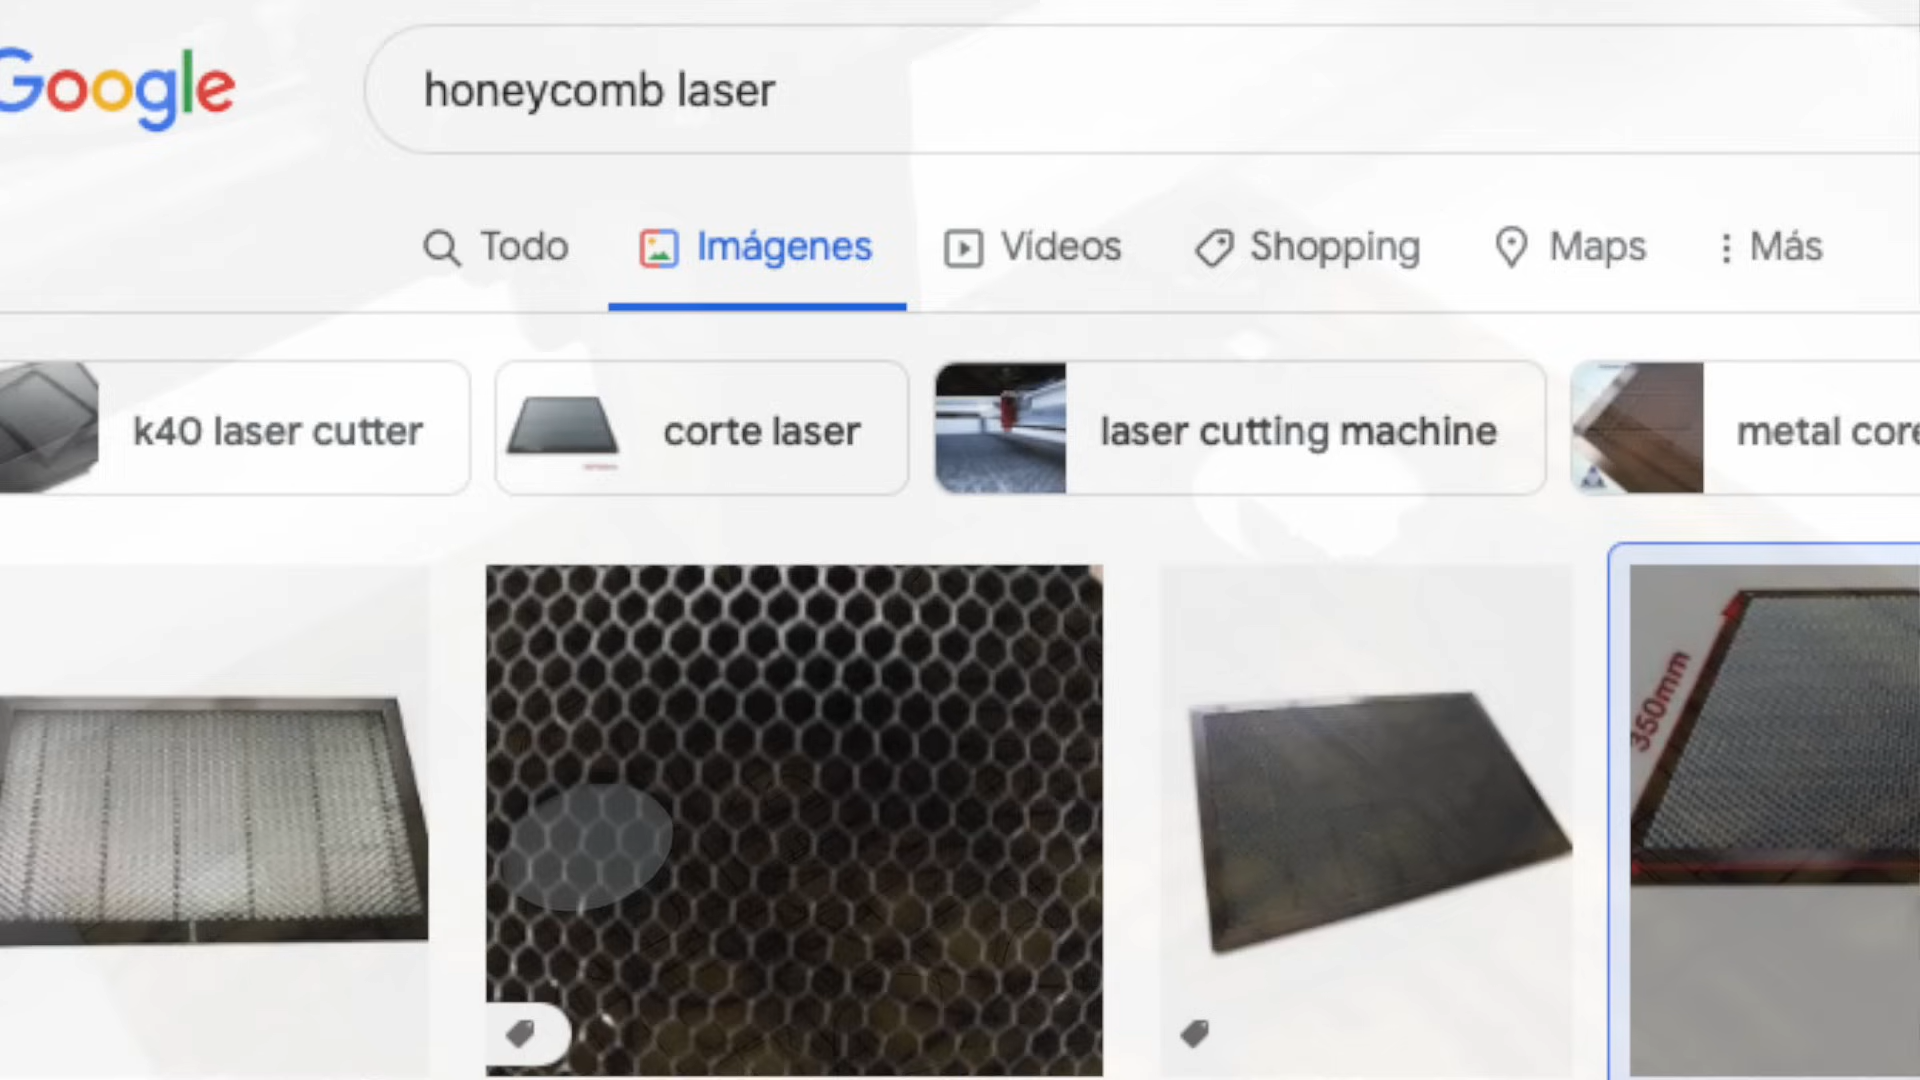 Google
honeycomb laser
Todo
Imágenes
Vídeos
Shopping
Maps
Más
k40 laser cutter
corte laser
laser cutting machine
metal core
350mm